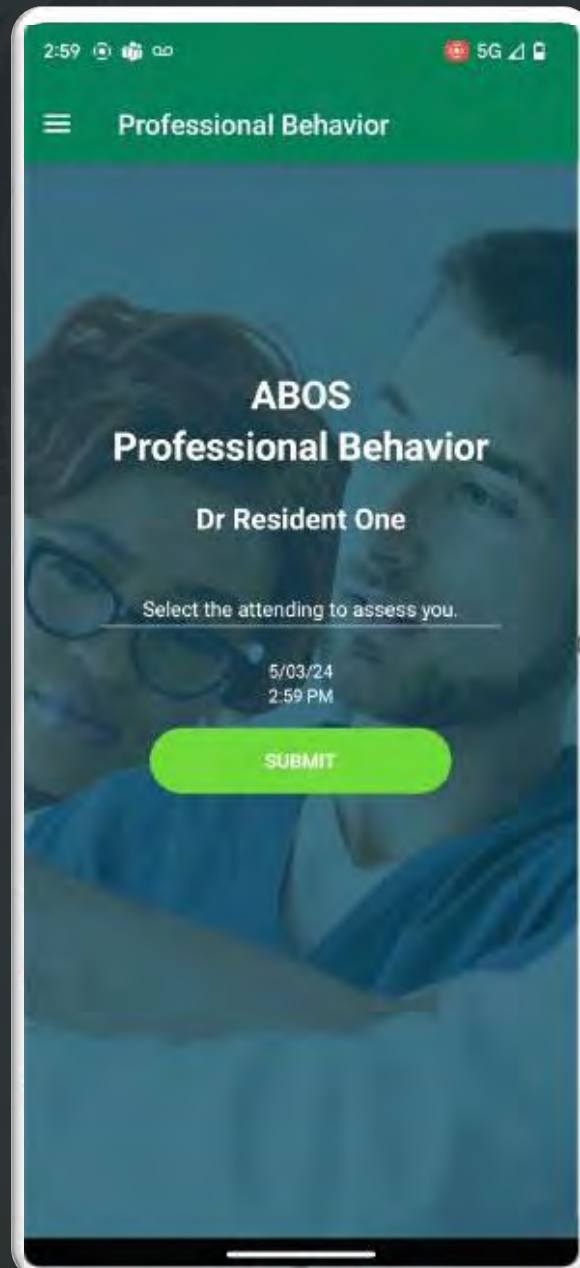 2:59 5G
Professional Behavior
ABOS
Professional Behavior
Dr Resident One
Select the attending to assess you.
5/03/24
2:59 PM
SUBMIT